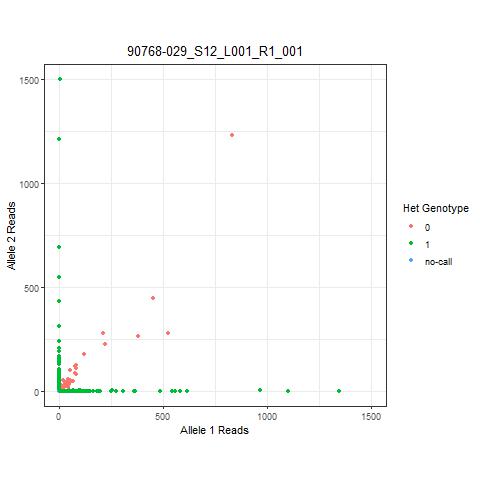 90768-029_S12_L001_R1_001
1500
1000
500
0
Allele 2 Reads
0
500
1000
1500
Allele 1 Reads
Het Genotype
0
1
no-call